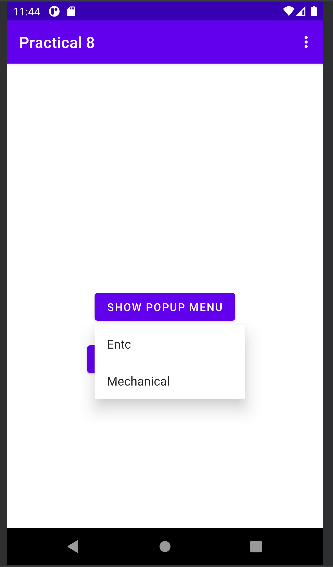 11:44
Practical 8
SHOW POPUP MENU
Entc
Mechanical